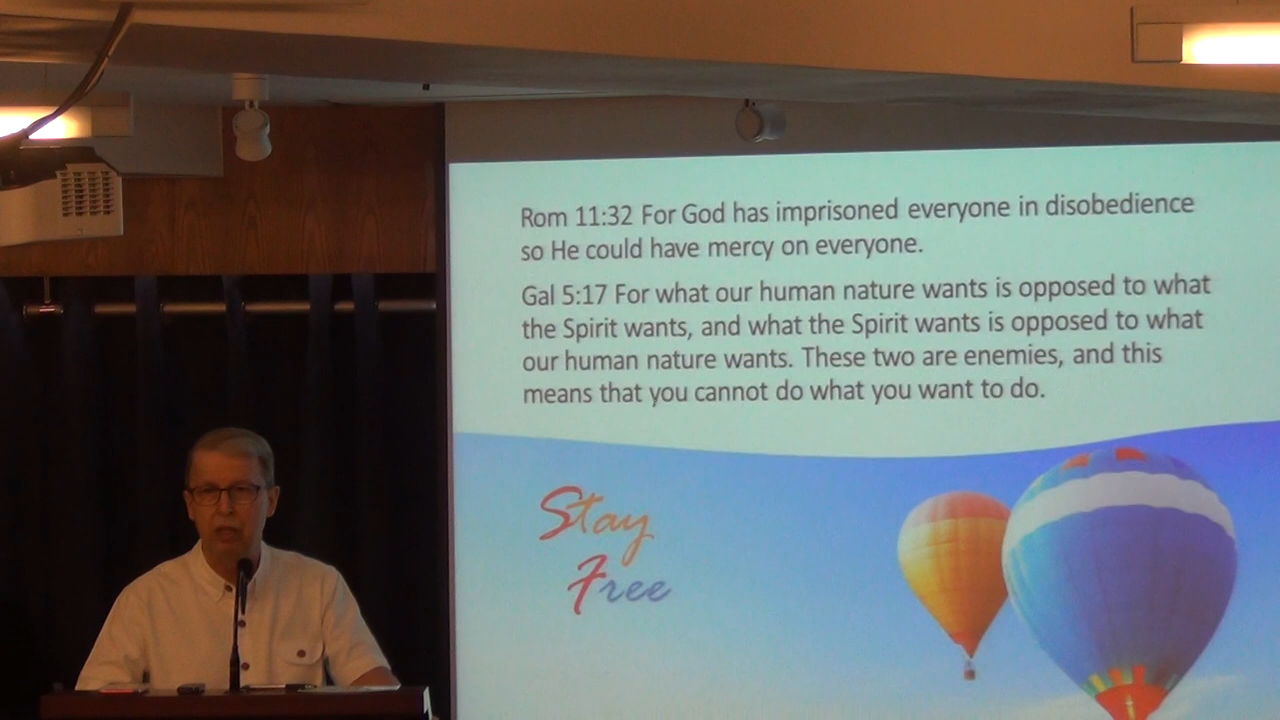 Rom 11:32 For God has imprisoned everyone in disobedience
so He could have mercy on everyone.
Gal 5:17 For what our human nature wants is opposed to what
the Spirit wants, and what the Spirit wants is opposed to what
our human nature wants. These two are enemies, and this
means that you cannot do what you want to do.
Stay
Free